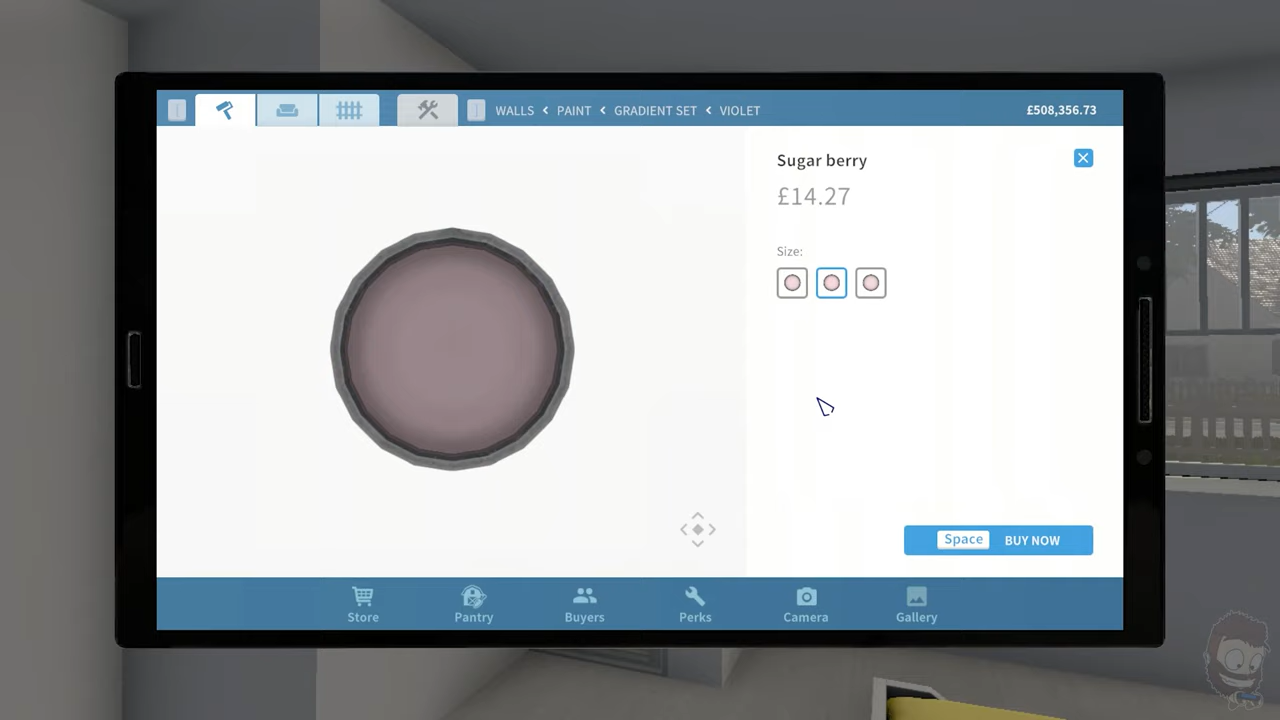 WALLS < PAINT < GRADIENT SET < VIOLET
£508,356.73
Sugar berry
£14.27
Size:
Space BUY NOW
Store
Pantry
Buyers
Perks
Camera
Gallery